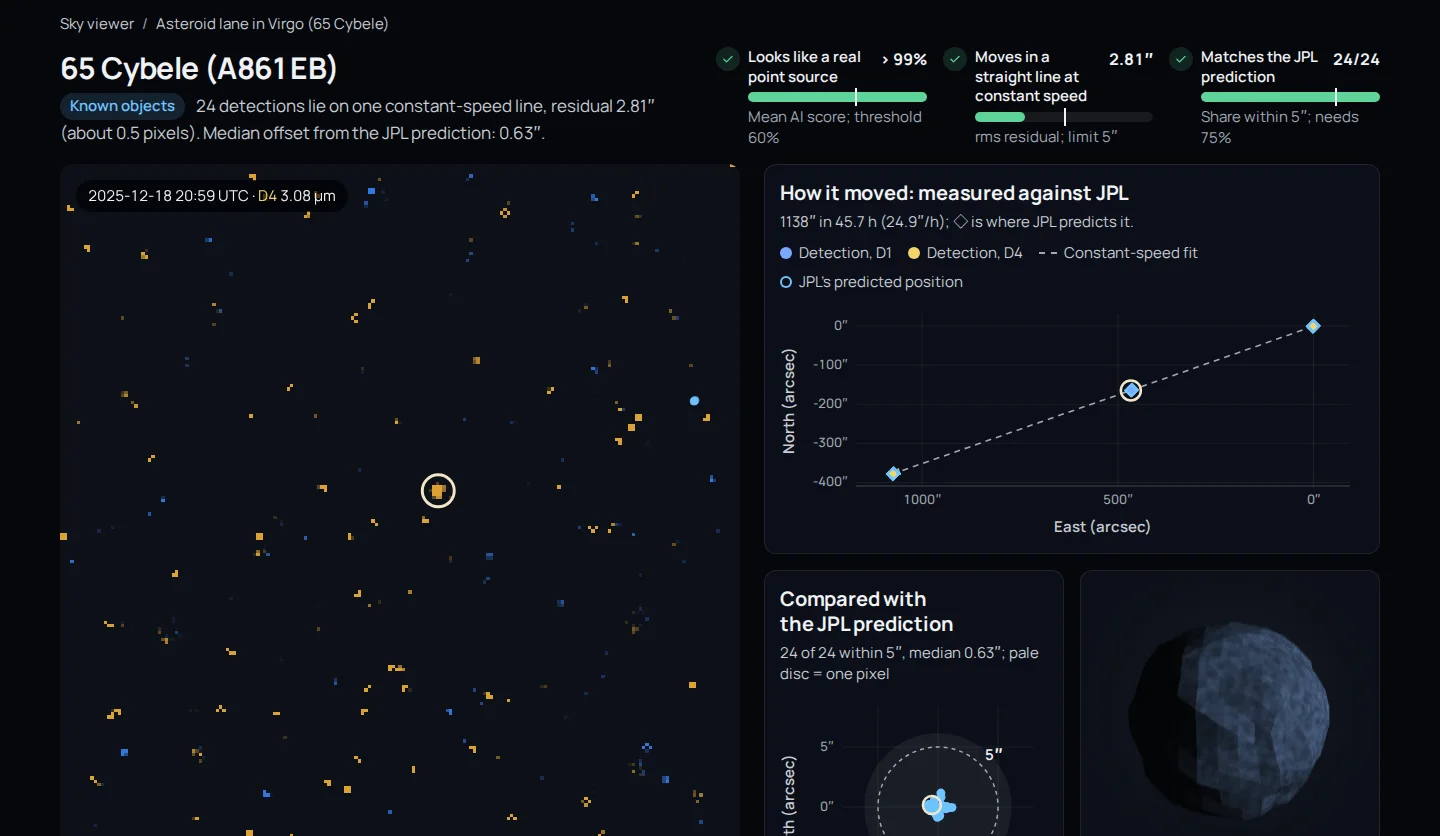 Sky viewer / Asteroid lane in Virgo (65 Cybele)
65 Cybele (A861 EB)
Known objects 24 detections lie on one constant-speed line, residual 2.81″
(about 0.5 pixels). Median offset from the JPL prediction: 0.63″.
Looks like a real > 99%
point source
Mean AI score; threshold
60%
Moves in a 2.81″
straight line at
constant speed
rms residual; limit 5″
Matches the JPL 24/24
prediction
Share within 5″; needs
75%
2025-12-18 20:59 UTC · D4 3.08 µm
How it moved: measured against JPL
1138″ in 45.7 h (24.9″/h); ◇ is where JPL predicts it.
Detection, D1 Detection, D4 Constant-speed fit
JPL's predicted position
0″
-100″
-200″
-300″
-400″
North (arcsec)
1000″ 500″ 0″
East (arcsec)
Compared with
the JPL prediction
24 of 24 within 5″, median 0.63″; pale
disc = one pixel
5″
5″
0″
th (arcsec)